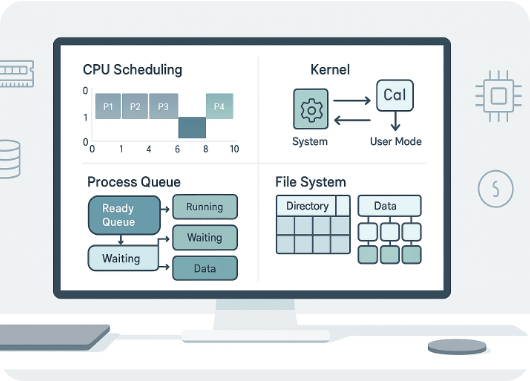 CPU Scheduling
0
1
0
P1
P2
P3
P4
0 1 4 6 8 10
Kernel
Cal
System
User Mode
Process Queue
Ready
Queue
Waiting
Running
Waiting
Data
File System
Directory
Data
S